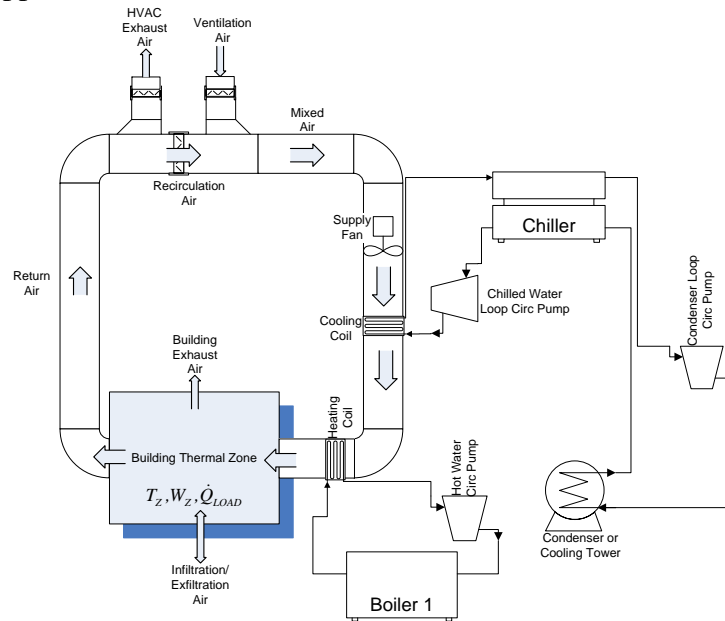 HVAC
Exhaust
Air
Ventilation
Air
Mixed
Air
Recirculation
Air
Supply
Fan
Chiller
Return
Air
Chilled Water
Loop Circ Pump
Condenser Loop
Circ Pump
Cooling
Coil
Building
Exhaust
Air
Heating
Coil
Building Thermal Zone
Hot Water
Circ Pump
T_Z, W_Z, Q̇_LOAD
Condenser or
Cooling Tower
Infiltration/
Exfiltration
Air
Boiler 1